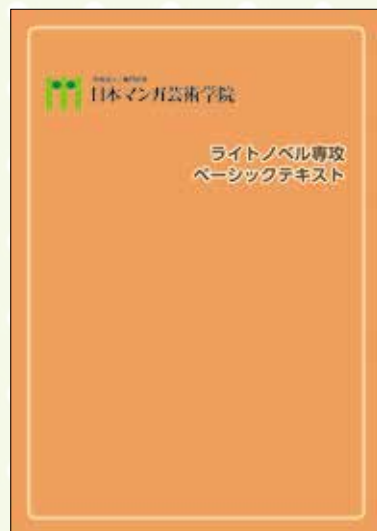 日本マンガ芸術学院
ライトノベル専攻
ベーシックテキスト